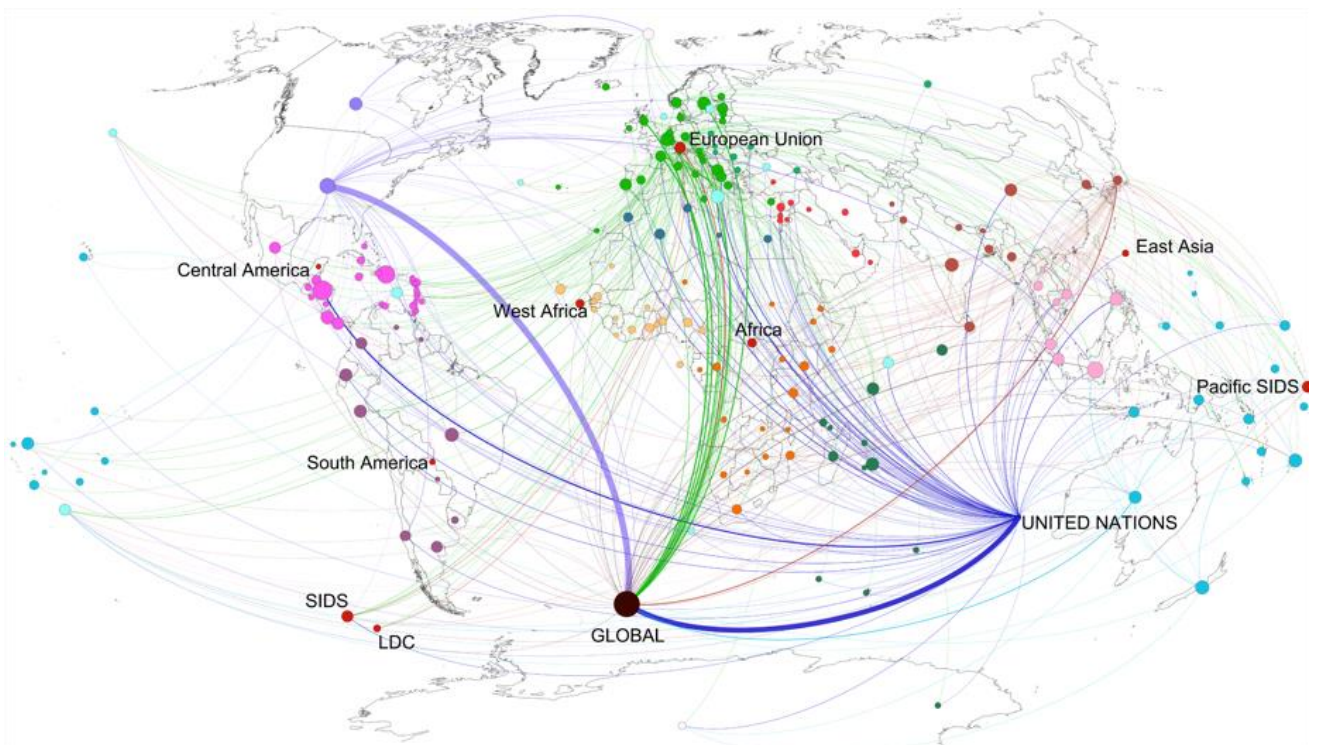 European Union
East Asia
Central America
West Africa
Africa
Pacific SIDS
South America
UNITED NATIONS
SIDS
GLOBAL
LDC